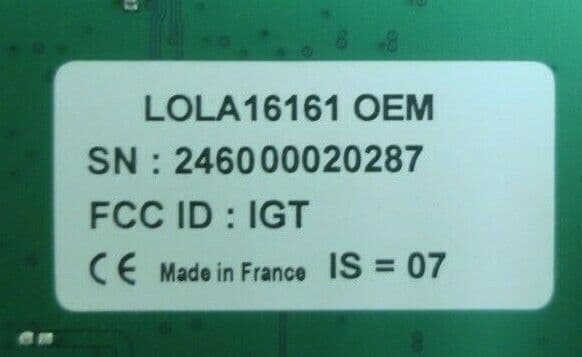 LOLA16161 OEM
SN : 246000020287
FCC ID : IGT
CE Made in France IS = 07